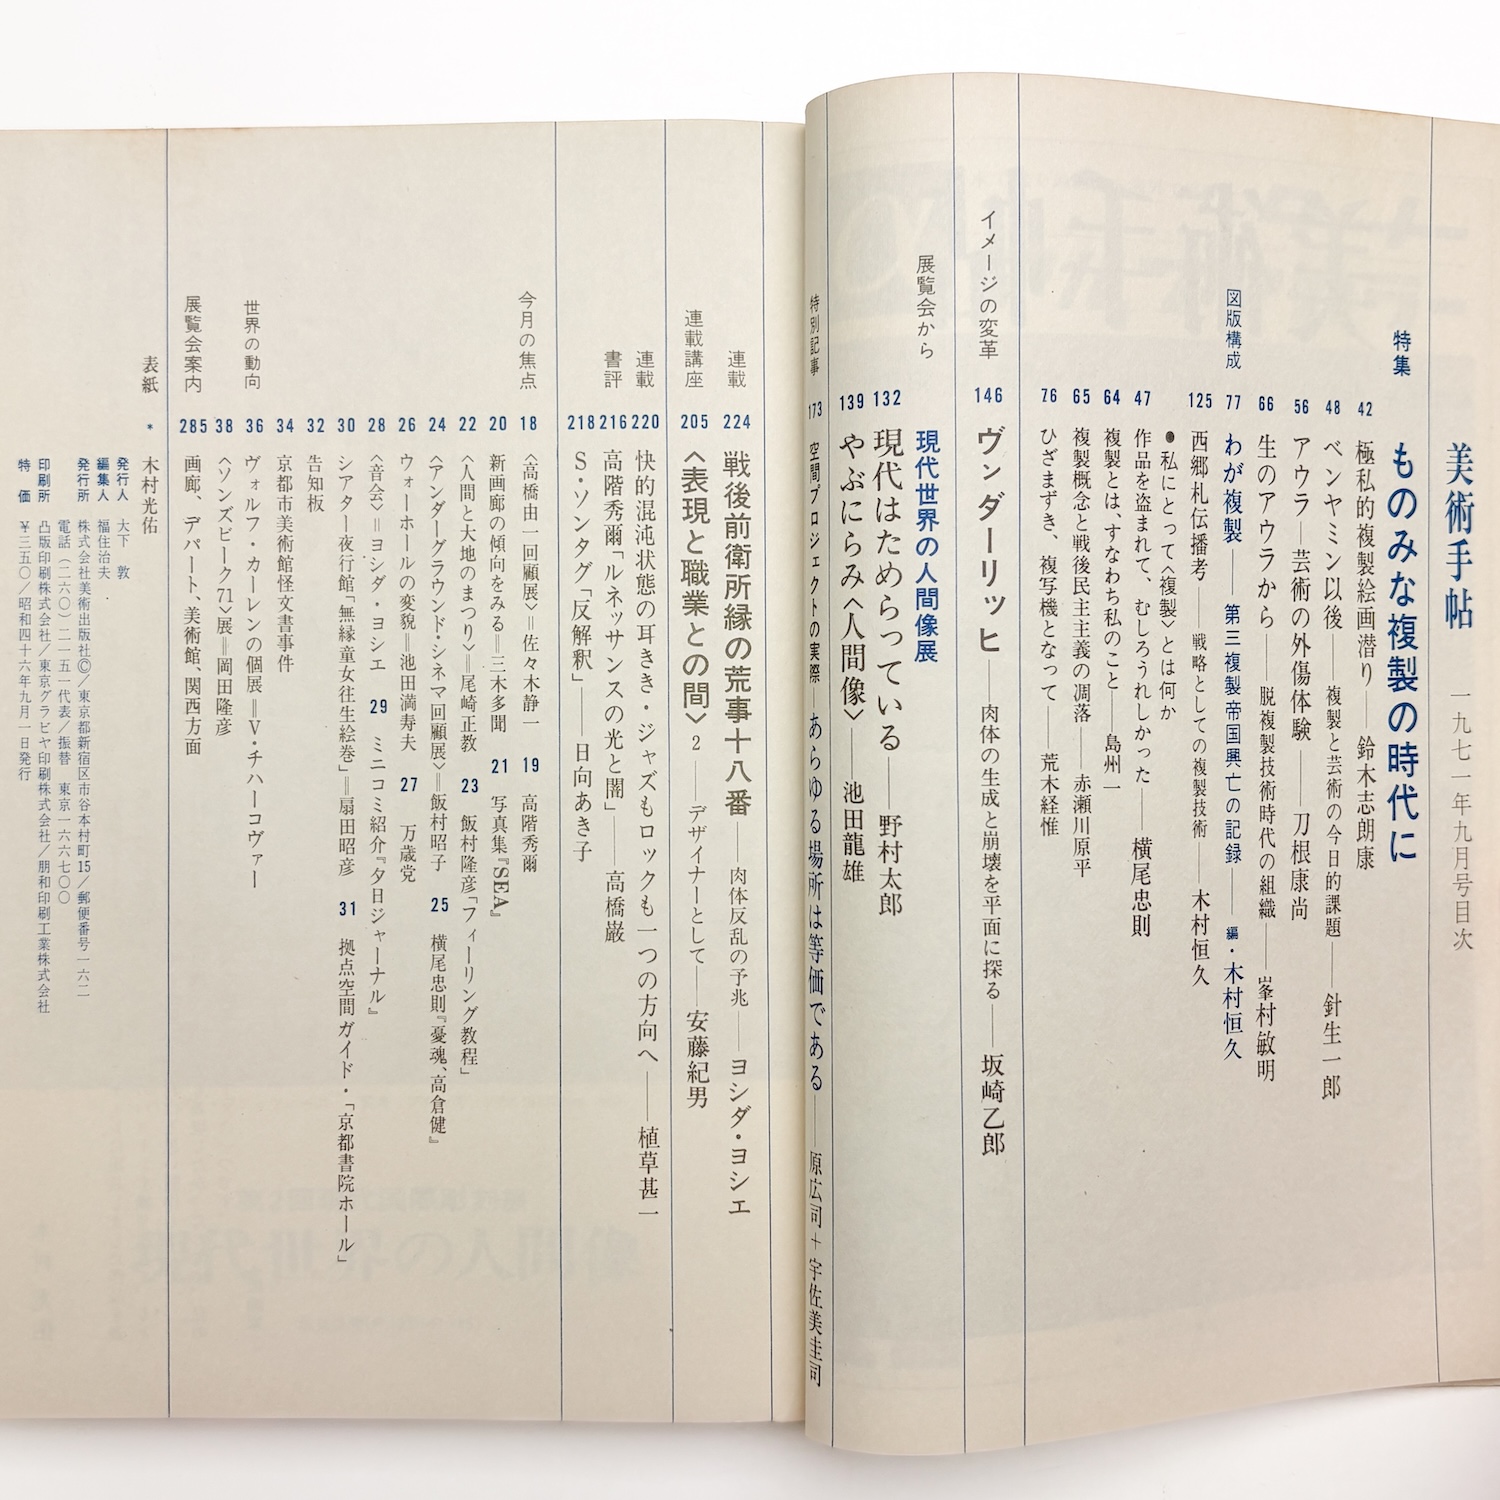 美術手帖 一九七一年九月号目次
特集 ものみな複製の時代に
42 極私的複製絵画潜り――鈴木志朗康
48 ベンヤミン以後――複製と芸術の今日的課題――針生一郎
56 アウラ―芸術の外傷体験――刀根康尚
66 生のアウラから――脱複製技術時代の組織――峯村敏明
図版構成 77 わが複製――第三複製帝国興亡の記録――編・木村恒久
125 西郷札伝播考――戦略としての複製技術――木村恒久
●私にとって〈複製〉とは何か
47 作品を盗まれて、むしろうれしかった――横尾忠則
64 複製とは、すなわち私のこと――島州一
65 複製概念と戦後民主主義の凋落――赤瀬川原平
76 ひざまずき、複写機となって――荒木経惟
イメージの変革 146 ヴンダーリッヒ――肉体の生成と崩壊を平面に探る――坂崎乙郎
展覧会から 現代世界の人間像展
132 現代はためらっている――野村太郎
139 やぶにらみ〈人間像〉――池田龍雄
特別記事 173 空間プロジェクトの実際――あらゆる場所は等価である――原広司+宇佐美圭司
連載 224 戦後前衛所縁の荒事十八番――肉体反乱の予兆――ヨシダ・ヨシエ
連載講座 205 〈表現と職業との間〉2――デザイナーとして――安藤紀男
連載 220 快的混沌状態の耳きき・ジャズもロックも一つの方向へ――植草甚一
書評 216 高階秀爾「ルネッサンスの光と闇」――高橋巌
218 S・ソンタグ「反解釈」――日向あき子
今月の焦点 18 〈高橋由一回顧展〉=佐々木静一 19 高階秀爾
20 新画廊の傾向をみる=三木多聞 21 写真集『SEA』
22 〈人間と大地のまつり〉=尾崎正教 23 飯村隆彦「フィーリング教程」
24 〈アンダーグラウンド・シネマ回顧展〉=飯村昭子 25 横尾忠則『憂魂、高倉健』
26 ウォーホールの変貌=池田満寿夫 27 万歳党
28 〈音会〉=ヨシダ・ヨシエ 29 ミニコミ紹介『夕日ジャーナル』
30 シアター夜行館「無縁童女往生絵巻」=扇田昭彦 31 拠点空間ガイド・「京都書院ホール」
32 告知板
34 京都市美術館怪文書事件
世界の動向 36 ヴォルフ・カーレンの個展=V・チハーコヴァー
38 〈ソンズビーク71〉展=岡田隆彦
展覧会案内 285 画廊、デパート、美術館、関西方面
表紙 * 木村光佑
発行人 大下 敦
編集人 福住治夫
発行所 株式会社美術出版社©/東京都新宿区市谷本村町15/郵便番号一六二
電話(二六〇)二一五一代表/振替 東京一六六七〇〇
印刷所 凸版印刷株式会社/東京グラビヤ印刷株式会社/朋和印刷工業株式会社
特価 ¥三五〇/昭和四十六年九月一日発行